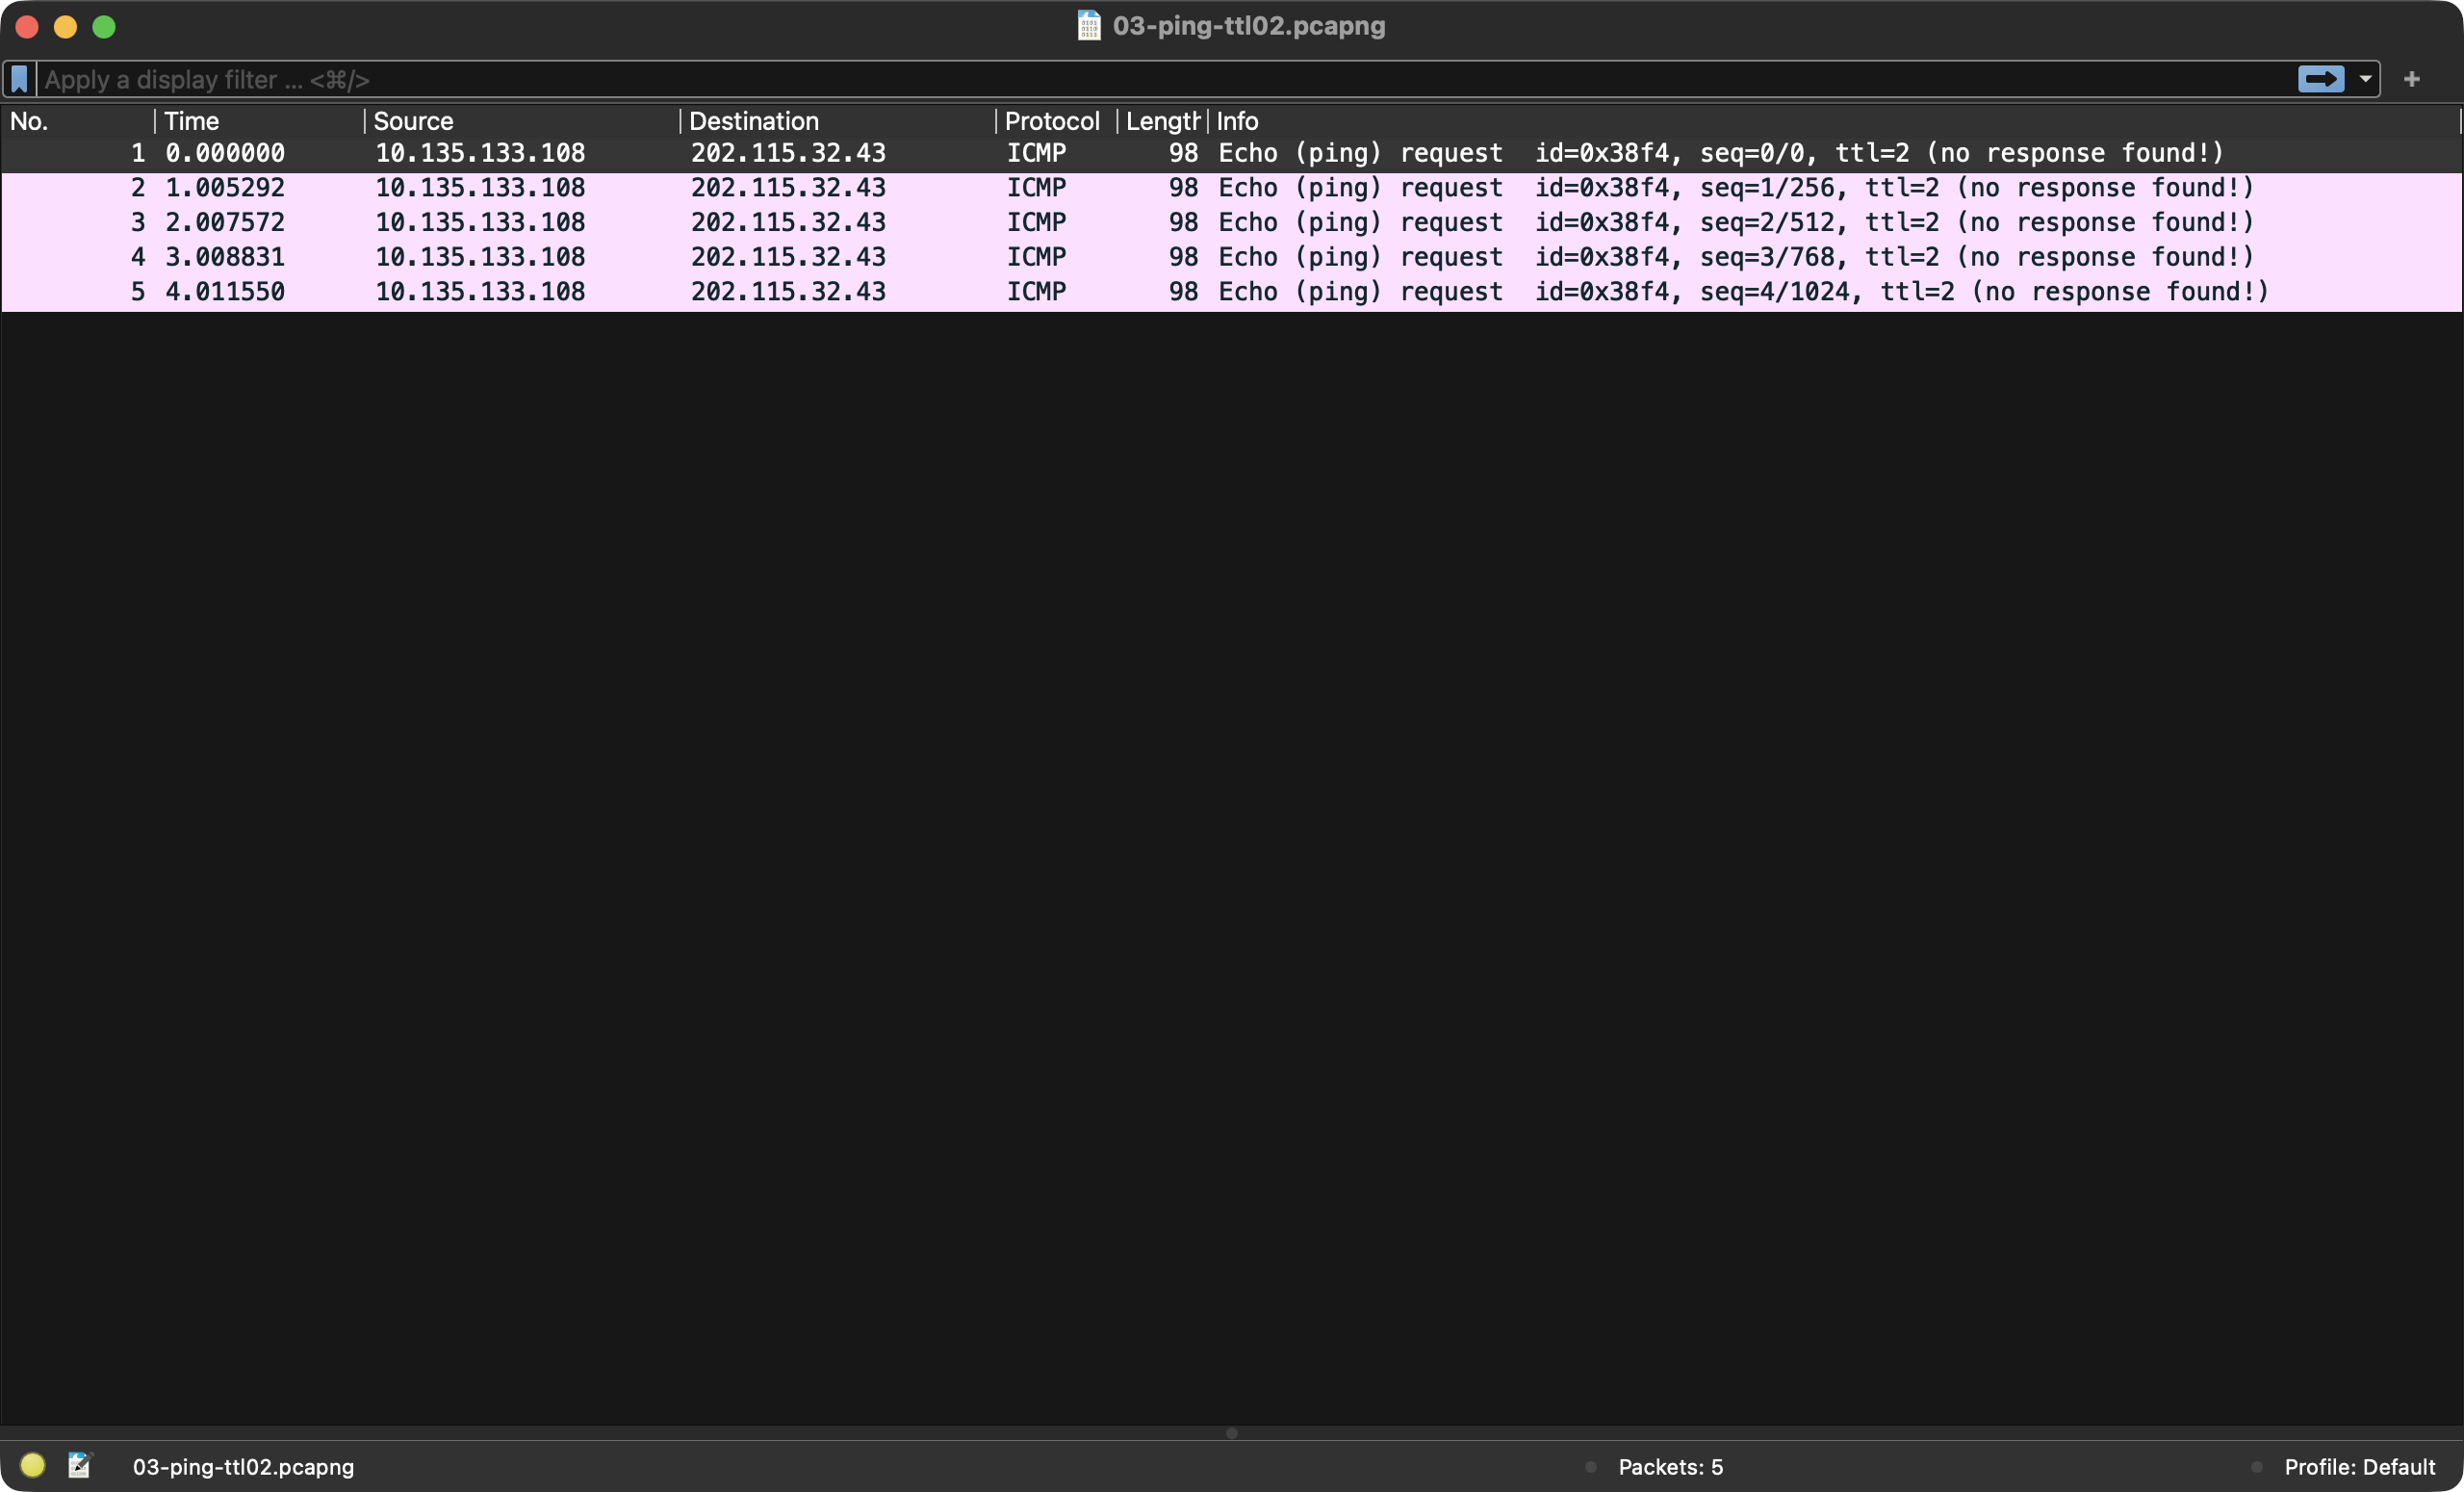 03-ping-ttl02.pcapng
Apply a display filter ... <⌘/>
No. Time Source Destination Protocol Length Info
1 0.000000 10.135.133.108 202.115.32.43 ICMP 98 Echo (ping) request id=0x38f4, seq=0/0, ttl=2 (no response found!)
2 1.005292 10.135.133.108 202.115.32.43 ICMP 98 Echo (ping) request id=0x38f4, seq=1/256, ttl=2 (no response found!)
3 2.007572 10.135.133.108 202.115.32.43 ICMP 98 Echo (ping) request id=0x38f4, seq=2/512, ttl=2 (no response found!)
4 3.008831 10.135.133.108 202.115.32.43 ICMP 98 Echo (ping) request id=0x38f4, seq=3/768, ttl=2 (no response found!)
5 4.011550 10.135.133.108 202.115.32.43 ICMP 98 Echo (ping) request id=0x38f4, seq=4/1024, ttl=2 (no response found!)
03-ping-ttl02.pcapng Packets: 5 Profile: Default